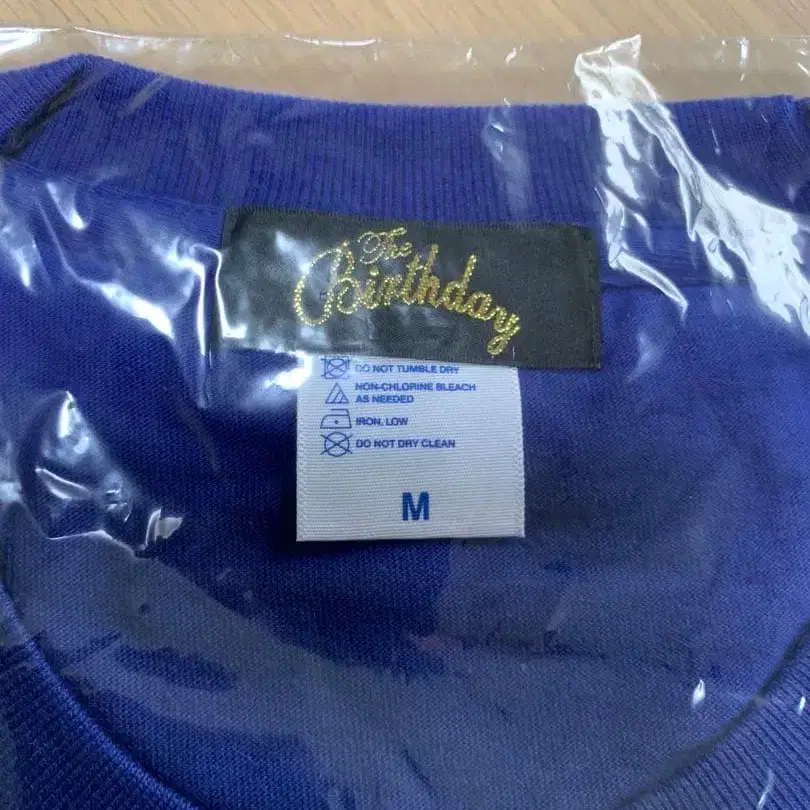 The
Birthday
DO NOT TUMBLE DRY
NON-CHLORINE BLEACH
AS NEEDED
IRON, LOW
DO NOT DRY CLEAN
M